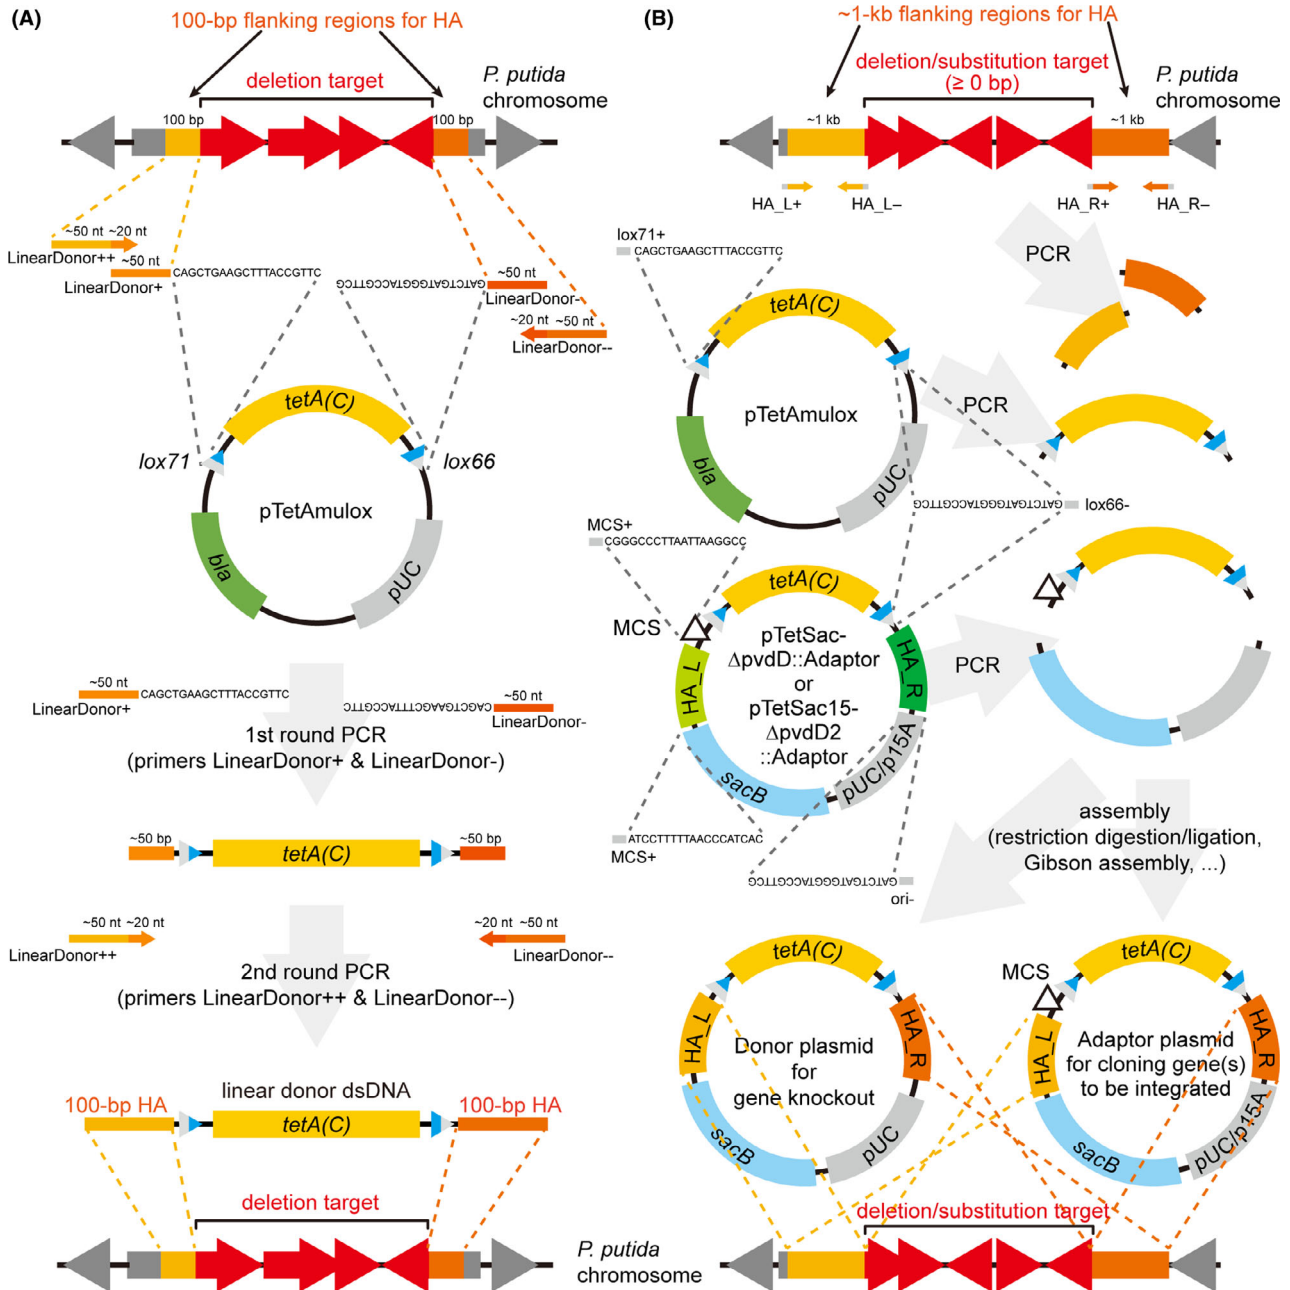 (A)
100-bp flanking regions for HA
deletion target
P. putida
chromosome
100 bp
100 bp
~50 nt ~20 nt
LinearDonor++
~50 nt
CAGCTGAAGCTTTACCGTTC
LinearDonor+
GATCTGATGGGTACCGTTCG
~50 nt
LinearDonor-
~20 nt ~50 nt
LinearDonor--
tetA(C)
lox71
lox66
pTetAmulox
bla
pUC
~50 nt
CAGCTGAAGCTTTACCGTTC
LinearDonor+
CAGCTGAAGCTTTACCGTTC
~50 nt
LinearDonor-
1st round PCR
(primers LinearDonor+ & LinearDonor-)
~50 bp
~50 bp
tetA(C)
~50 nt ~20 nt
LinearDonor++
~20 nt ~50 nt
LinearDonor--
2nd round PCR
(primers LinearDonor++ & LinearDonor--)
linear donor dsDNA
100-bp HA
100-bp HA
tetA(C)
deletion target
P. putida
chromosome
(B)
~1-kb flanking regions for HA
deletion/substitution target
(≥ 0 bp)
P. putida
chromosome
~1 kb
~1 kb
HA_L+
HA_L–
HA_R+
HA_R–
lox71+
CAGCTGAAGCTTTACCGTTC
PCR
tetA(C)
pTetAmulox
bla
pUC
PCR
GATCTGATGGGTACCGTTCG
lox66-
MCS+
CGGGCCCTTAATTAAGGCC
tetA(C)
MCS
HA_L
HA_R
pTetSac-
ΔpvdD::Adaptor
or
pTetSac15-
ΔpvdD2
::Adaptor
sacB
pUC/p15A
PCR
ATCCTTTTTAACCCATCAC
MCS+
GATCTGATGGGTACCGTTCG
ori-
assembly
(restriction digestion/ligation,
Gibson assembly, ...)
tetA(C)
HA_L
HA_R
Donor plasmid
for
gene knockout
sacB
pUC
tetA(C)
MCS
HA_L
HA_R
Adaptor plasmid
for cloning gene(s)
to be integrated
sacB
pUC/p15A
deletion/substitution target